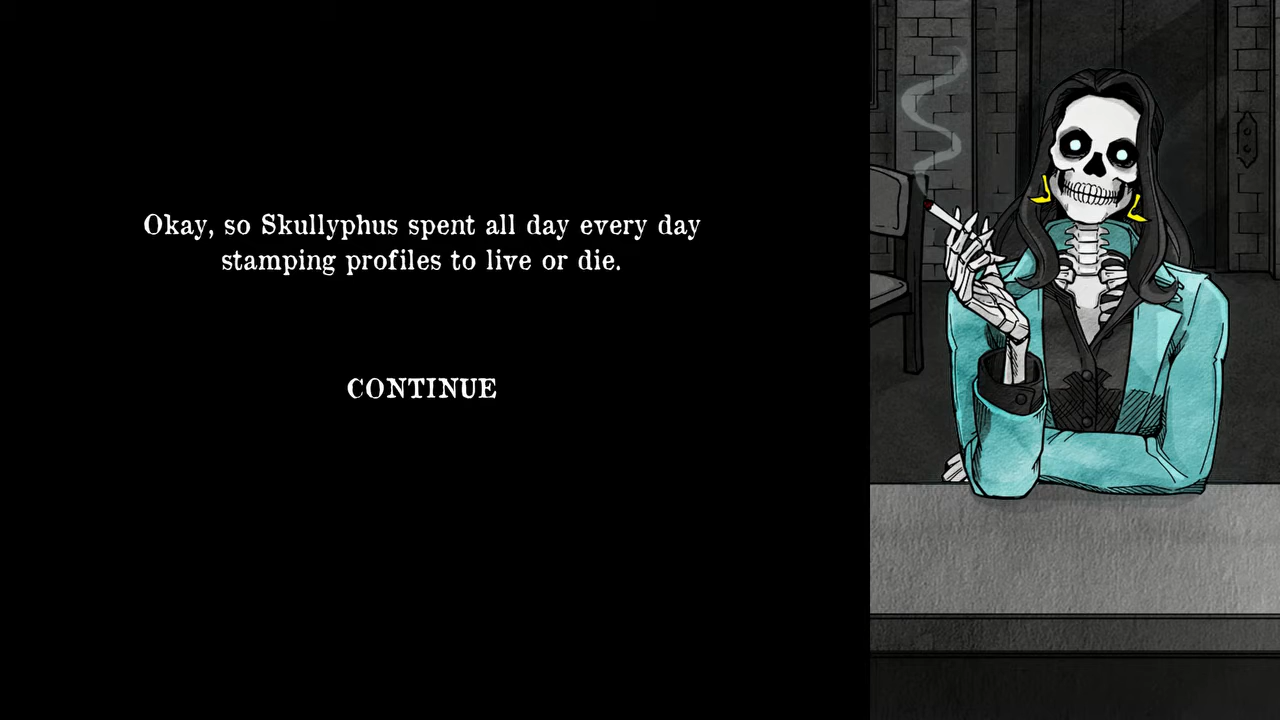 Okay, so Skullyphus spent all day every day
stamping profiles to live or die.
CONTINUE